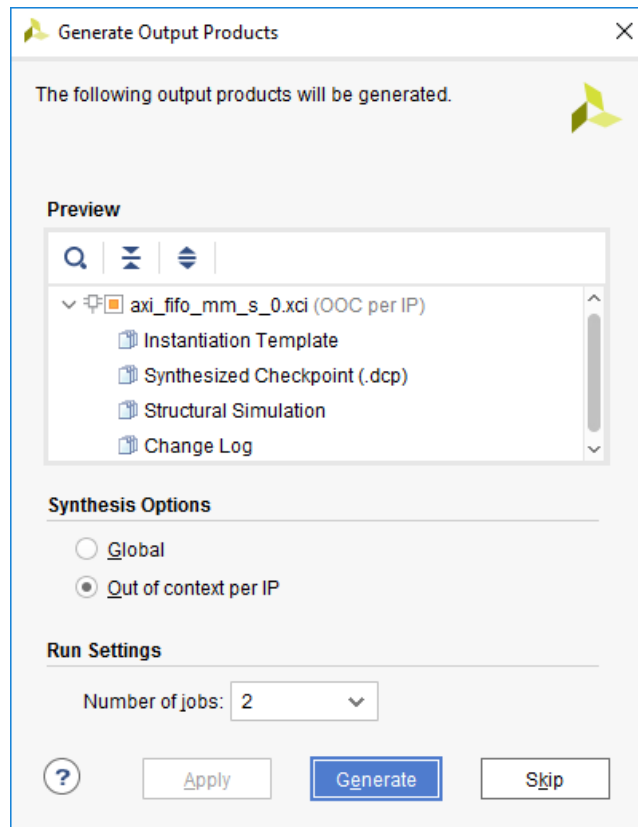 Generate Output Products
The following output products will be generated.
Preview
axi_fifo_mm_s_0.xci (OOC per IP)
Instantiation Template
Synthesized Checkpoint (.dcp)
Structural Simulation
Change Log
Synthesis Options
Global
Out of context per IP
Run Settings
Number of jobs: 2
? Apply Generate Skip